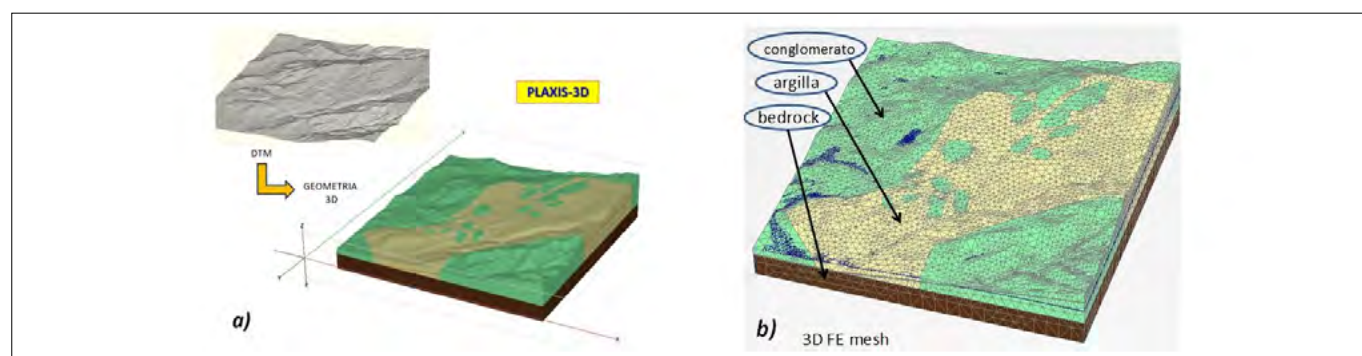 PLAXIS-3D
DTM
GEOMETRIA
3D
z
y
x
a)
conglomerato
argilla
bedrock
b)
3D FE mesh